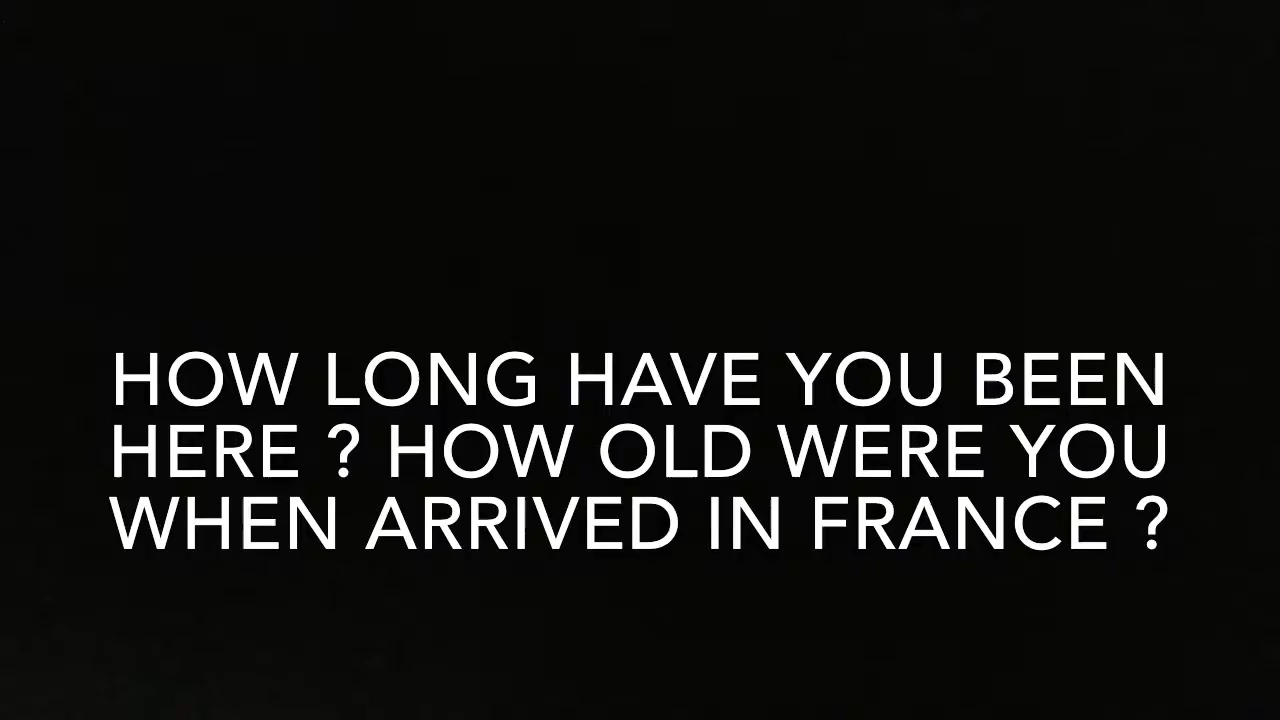 HOW LONG HAVE YOU BEEN
HERE ? HOW OLD WERE YOU
WHEN ARRIVED IN FRANCE ?